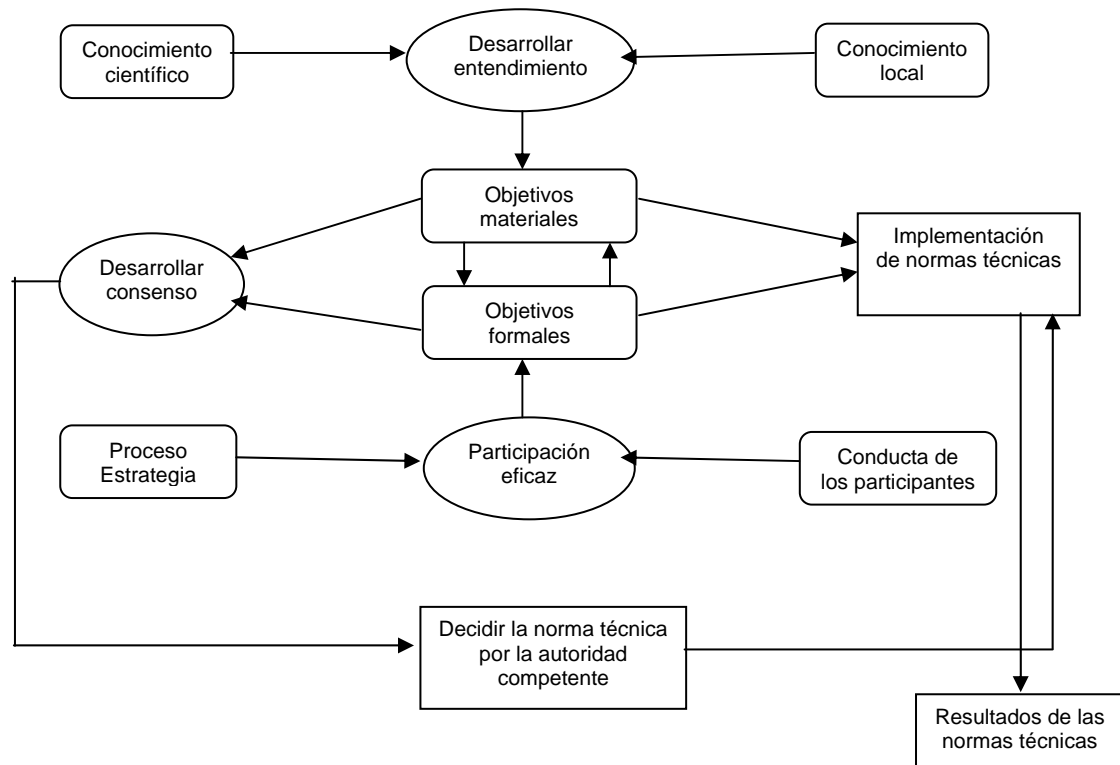 Conocimiento
científico
Desarrollar
entendimiento
Conocimiento
local
Objetivos
materiales
Implementación
de normas técnicas
Desarrollar
consenso
Objetivos
formales
Proceso
Estrategia
Participación
eficaz
Conducta de
los participantes
Decidir la norma técnica
por la autoridad
competente
Resultados de las
normas técnicas